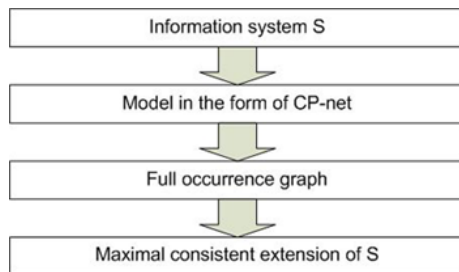 Information system S
Model in the form of CP-net
Full occurrence graph
Maximal consistent extension of S